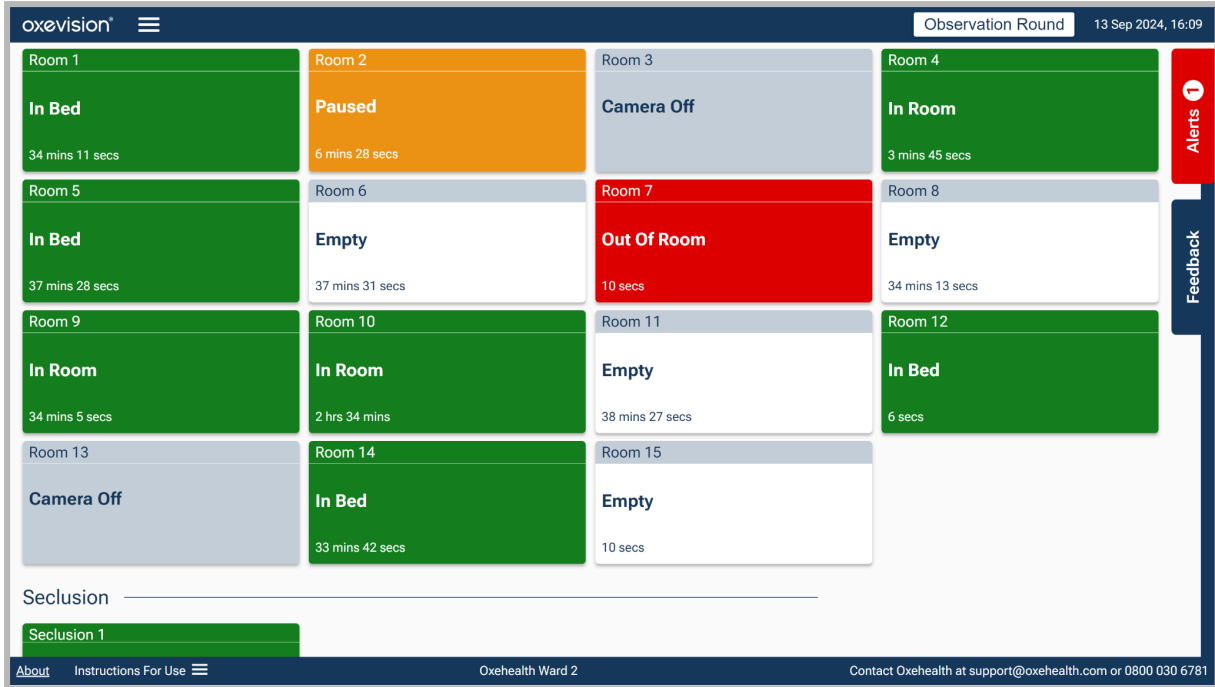 oxevision®
Observation Round
13 Sep 2024, 16:09
Room 1
In Bed
34 mins 11 secs
Room 2
Paused
6 mins 28 secs
Room 3
Camera Off
Room 4
In Room
3 mins 45 secs
Alerts 1
Room 5
In Bed
37 mins 28 secs
Room 6
Empty
37 mins 31 secs
Room 7
Out Of Room
10 secs
Room 8
Empty
34 mins 13 secs
Feedback
Room 9
In Room
34 mins 5 secs
Room 10
In Room
2 hrs 34 mins
Room 11
Empty
38 mins 27 secs
Room 12
In Bed
6 secs
Room 13
Camera Off
Room 14
In Bed
33 mins 42 secs
Room 15
Empty
10 secs
Seclusion
Seclusion 1
About
Instructions For Use
Oxehealth Ward 2
Contact Oxehealth at support@oxehealth.com or 0800 030 6781